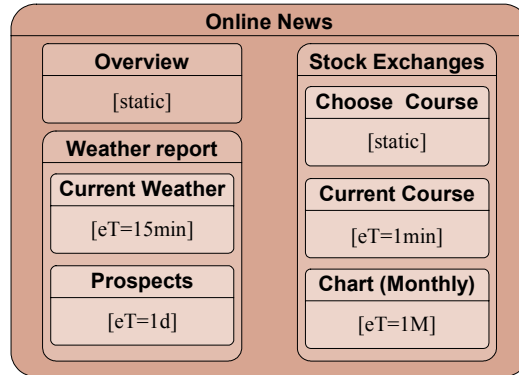 Online News
Overview
[static]
Weather report
Current Weather
[eT=15min]
Prospects
[eT=1d]
Stock Exchanges
Choose Course
[static]
Current Course
[eT=1min]
Chart (Monthly)
[eT=1M]